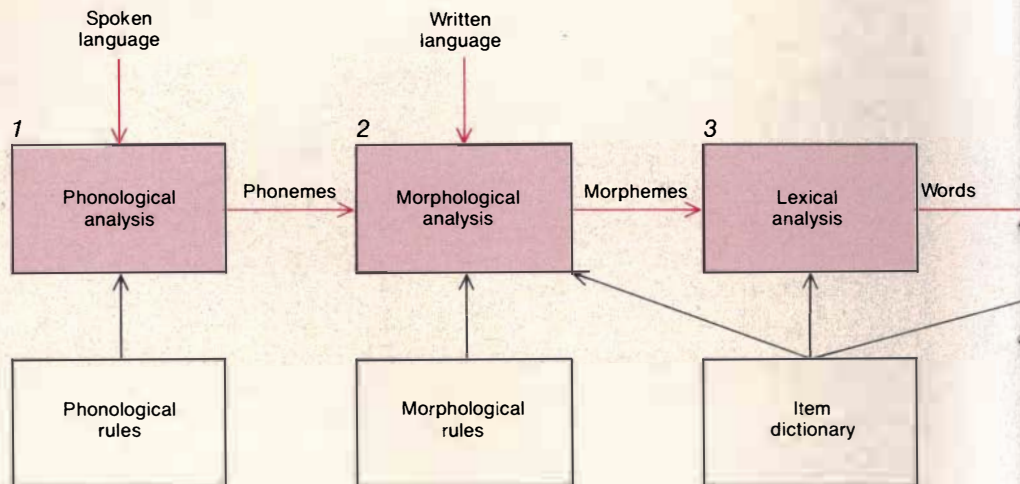 Spoken
language
Written
language
1
2
3
Phonological
analysis
Phonemes
Morphological
analysis
Morphemes
Lexical
analysis
Words
Phonological
rules
Morphological
rules
Item
dictionary